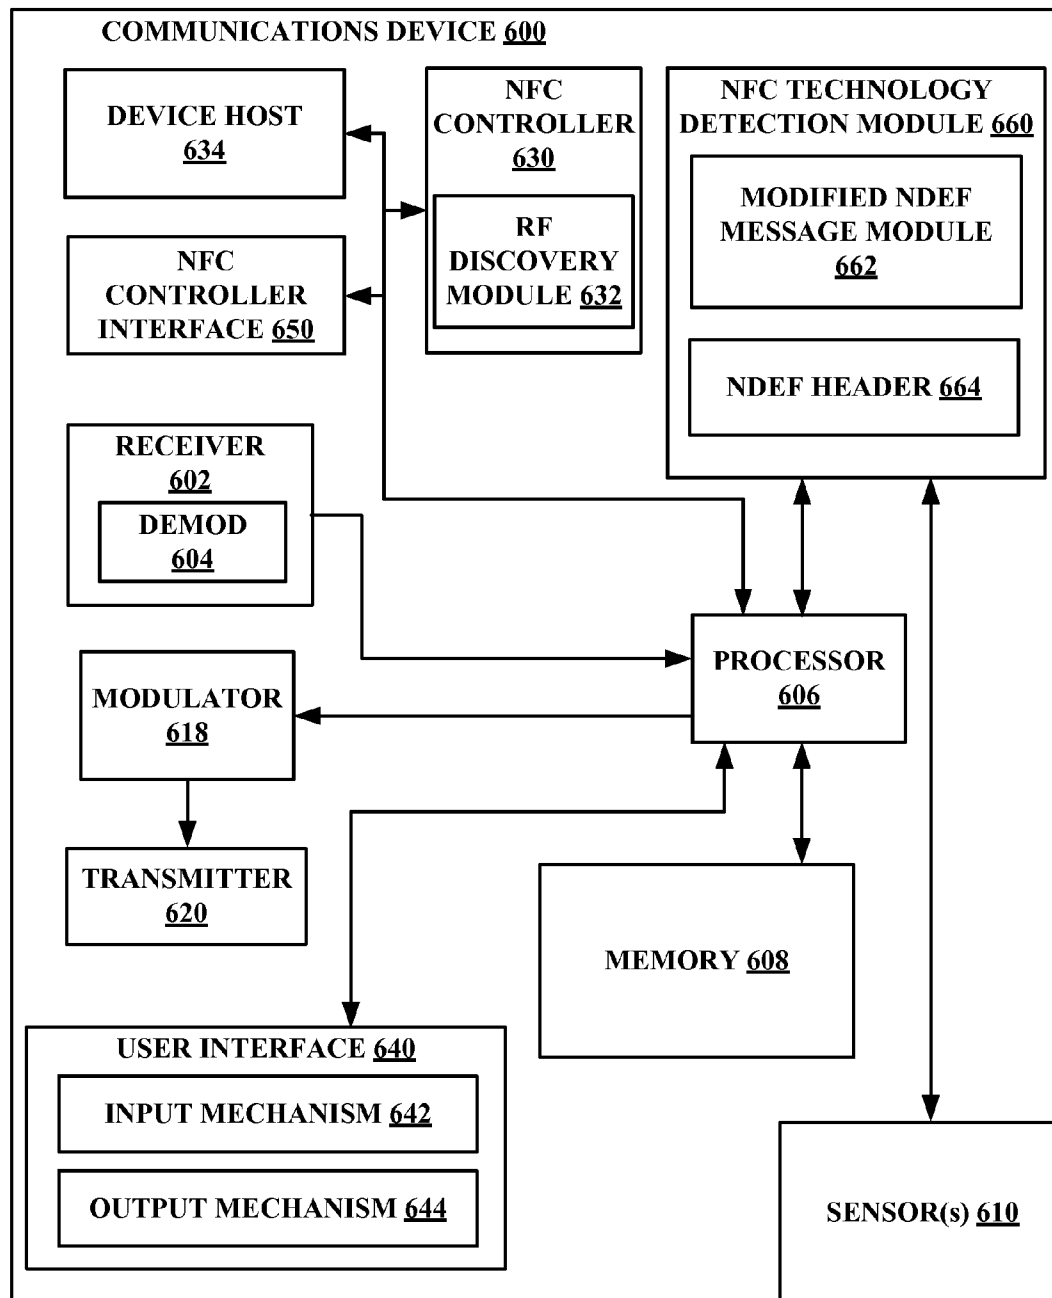 COMMUNICATIONS DEVICE 600
DEVICE HOST
634
NFC
CONTROLLER
630
RF
DISCOVERY
MODULE 632
NFC TECHNOLOGY
DETECTION MODULE 660
MODIFIED NDEF
MESSAGE MODULE
662
NDEF HEADER 664
NFC
CONTROLLER
INTERFACE 650
RECEIVER
602
DEMOD
604
PROCESSOR
606
MODULATOR
618
TRANSMITTER
620
MEMORY 608
USER INTERFACE 640
INPUT MECHANISM 642
OUTPUT MECHANISM 644
SENSOR(s) 610